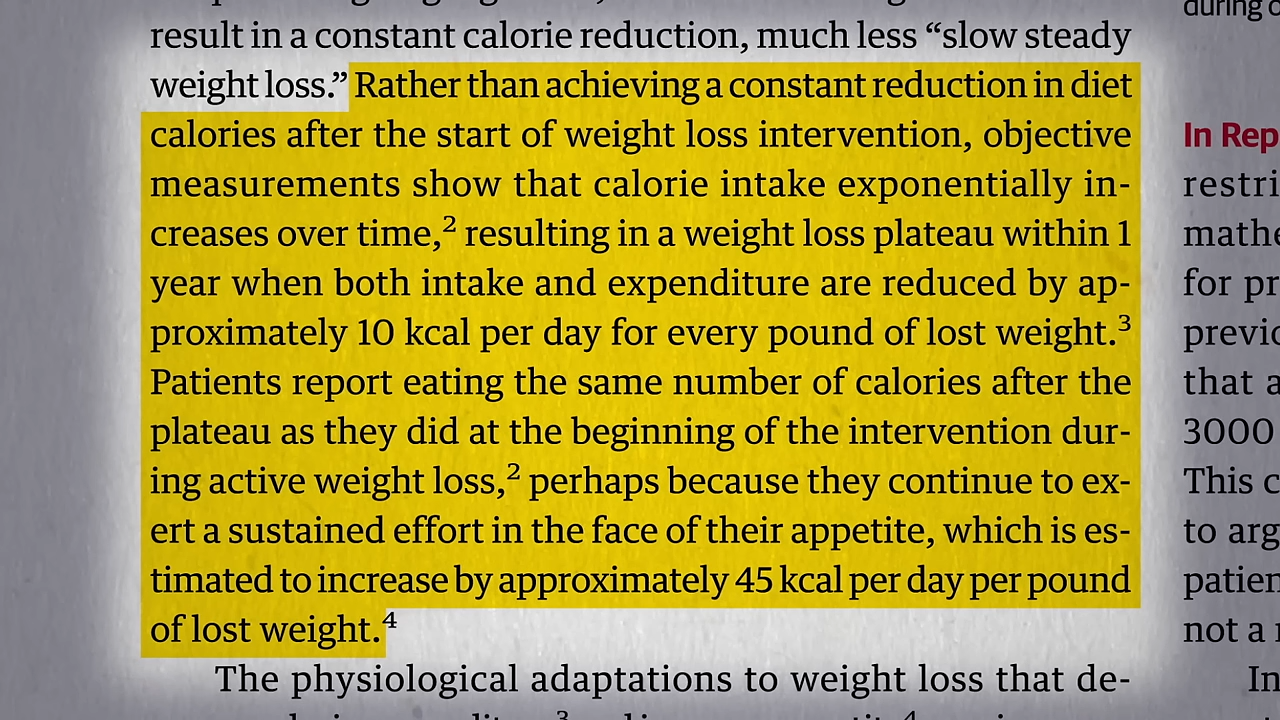 result in a constant calorie reduction, much less “slow steady
weight loss.” Rather than achieving a constant reduction in diet
calories after the start of weight loss intervention, objective
measurements show that calorie intake exponentially in-
creases over time,² resulting in a weight loss plateau within 1
year when both intake and expenditure are reduced by ap-
proximately 10 kcal per day for every pound of lost weight.³
Patients report eating the same number of calories after the
plateau as they did at the beginning of the intervention dur-
ing active weight loss,² perhaps because they continue to ex-
ert a sustained effort in the face of their appetite, which is es-
timated to increase by approximately 45 kcal per day per pound
of lost weight.⁴
The physiological adaptations to weight loss that de-
during
In
for
that a
3000
This
to
not a
In